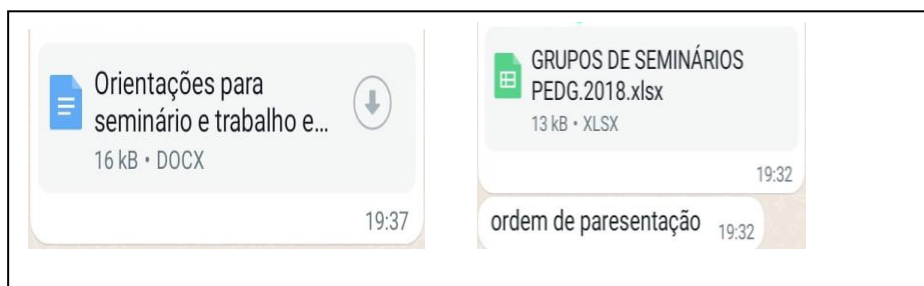 Orientações para
seminário e trabalho e...
16 kB • DOCX
19:37
GRUPOS DE SEMINÁRIOS
PEDG.2018.xlsx
13 kB • XLSX
19:32
ordem de paresentação 19:32